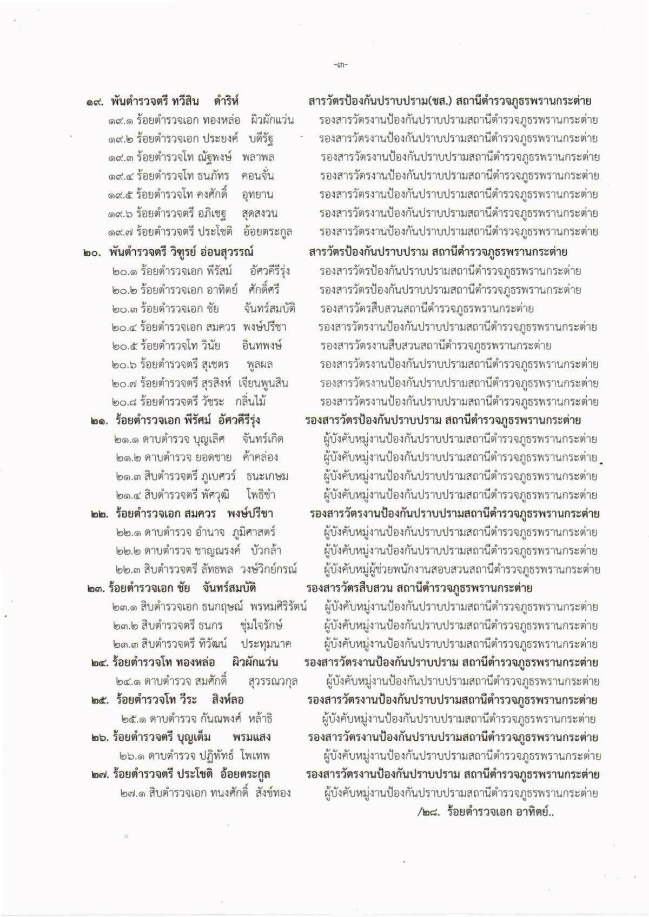 -๓-
๑๙. พันตำรวจตรี ทวีสิน ดำริห์ สารวัตรป้องกันปราบปราม(ชส.) สถานีตำรวจภูธรพรานกระต่าย
๑๙.๑ ร้อยตำรวจเอก ทองหล่อ ผิวผักแว่น รองสารวัตรงานป้องกันปราบปรามสถานีตำรวจภูธรพรานกระต่าย
๑๙.๒ ร้อยตำรวจเอก ประยงค์ บดีรัฐ รองสารวัตรงานป้องกันปราบปรามสถานีตำรวจภูธรพรานกระต่าย
๑๙.๓ ร้อยตำรวจโท ณัฐพงษ์ พลาพล รองสารวัตรงานป้องกันปราบปรามสถานีตำรวจภูธรพรานกระต่าย
๑๙.๔ ร้อยตำรวจโท ธนภัทร คอนจั่น รองสารวัตรงานป้องกันปราบปรามสถานีตำรวจภูธรพรานกระต่าย
๑๙.๕ ร้อยตำรวจโท คงศักดิ์ อุทยาน รองสารวัตรงานป้องกันปราบปรามสถานีตำรวจภูธรพรานกระต่าย
๑๙.๖ ร้อยตำรวจตรี อภิเชฐ สุดสงวน รองสารวัตรงานป้องกันปราบปรามสถานีตำรวจภูธรพรานกระต่าย
๑๙.๗ ร้อยตำรวจตรี ประโชติ อ้อยตระกูล รองสารวัตรงานป้องกันปราบปรามสถานีตำรวจภูธรพรานกระต่าย
๒๐. พันตำรวจตรี วิฑูรย์ อ่อนสุวรรณ์ สารวัตรป้องกันปราบปราม สถานีตำรวจภูธรพรานกระต่าย
๒๐.๑ ร้อยตำรวจเอก พีรัศม์ อัศวคีรีรุ่ง รองสารวัตรป้องกันปราบปรามสถานีตำรวจภูธรพรานกระต่าย
๒๐.๒ ร้อยตำรวจเอก อาทิตย์ ศักดิ์ศรี รองสารวัตรป้องกันปราบปรามสถานีตำรวจภูธรพรานกระต่าย
๒๐.๓ ร้อยตำรวจเอก ชัย จันทร์สมบัติ รองสารวัตรสืบสวนสถานีตำรวจภูธรพรานกระต่าย
๒๐.๔ ร้อยตำรวจเอก สมควร พงษ์ปรีชา รองสารวัตรงานป้องกันปราบปรามสถานีตำรวจภูธรพรานกระต่าย
๒๐.๕ ร้อยตำรวจโท วินัย อินทพงษ์ รองสารวัตรงานสืบสวนสถานีตำรวจภูธรพรานกระต่าย
๒๐.๖ ร้อยตำรวจตรี สุเชตร พูลผล รองสารวัตรงานป้องกันปราบปรามสถานีตำรวจภูธรพรานกระต่าย
๒๐.๗ ร้อยตำรวจตรี สุรสิงห์ เจียนพูนสิน รองสารวัตรงานป้องกันปราบปรามสถานีตำรวจภูธรพรานกระต่าย
๒๐.๘ ร้อยตำรวจตรี วัชระ กลิ่นไม้ รองสารวัตรงานป้องกันปราบปรามสถานีตำรวจภูธรพรานกระต่าย
๒๑. ร้อยตำรวจเอก พีรัศม์ อัศวคีรีรุ่ง รองสารวัตรป้องกันปราบปราม สถานีตำรวจภูธรพรานกระต่าย
๒๑.๑ ดาบตำรวจ บุญเลิศ จันทร์เกิด ผู้บังคับหมู่งานป้องกันปราบปรามสถานีตำรวจภูธรพรานกระต่าย
๒๑.๒ ดาบตำรวจ ยอดชาย ค้าคล่อง ผู้บังคับหมู่งานป้องกันปราบปรามสถานีตำรวจภูธรพรานกระต่าย
๒๑.๓ สิบตำรวจตรี ภูเบศวร์ ธนะเกษม ผู้บังคับหมู่งานป้องกันปราบปรามสถานีตำรวจภูธรพรานกระต่าย
๒๑.๔ สิบตำรวจตรี พัศวุฒิ โพธิขำ ผู้บังคับหมู่งานป้องกันปราบปรามสถานีตำรวจภูธรพรานกระต่าย
๒๒. ร้อยตำรวจเอก สมควร พงษ์ปรีชา รองสารวัตรงานป้องกันปราบปราม สถานีตำรวจภูธรพรานกระต่าย
๒๒.๑ ดาบตำรวจ อำนาจ ภูมิศาสตร์ ผู้บังคับหมู่งานป้องกันปราบปรามสถานีตำรวจภูธรพรานกระต่าย
๒๒.๒ ดาบตำรวจ ชาญณรงค์ บัวกล้า ผู้บังคับหมู่งานป้องกันปราบปรามสถานีตำรวจภูธรพรานกระต่าย
๒๒.๓ สิบตำรวจตรี ลัทธพล วงษ์วิทย์กรณ์ ผู้บังคับหมู่ผู้ช่วยพนักงานสอบสวนสถานีตำรวจภูธรพรานกระต่าย
๒๓. ร้อยตำรวจเอก ชัย จันทร์สมบัติ รองสารวัตรสืบสวน สถานีตำรวจภูธรพรานกระต่าย
๒๓.๑ สิบตำรวจเอก ธนกฤษณ์ พรหมศิริรัตน์ ผู้บังคับหมู่งานป้องกันปราบปรามสถานีตำรวจภูธรพรานกระต่าย
๒๓.๒ สิบตำรวจตรี ธนกร ชุ่มใจรักษ์ ผู้บังคับหมู่งานป้องกันปราบปรามสถานีตำรวจภูธรพรานกระต่าย
๒๓.๓ สิบตำรวจตรี ทิวัฒน์ ประทุมนาค ผู้บังคับหมู่งานป้องกันปราบปรามสถานีตำรวจภูธรพรานกระต่าย
๒๔. ร้อยตำรวจโท ทองหล่อ ผิวผักแว่น รองสารวัตรงานป้องกันปราบปราม สถานีตำรวจภูธรพรานกระต่าย
๒๔.๑ ดาบตำรวจ สมศักดิ์ สุวรรณวกุล ผู้บังคับหมู่งานป้องกันปราบปรามสถานีตำรวจภูธรพรานกระต่าย
๒๕. ร้อยตำรวจโท วีระ สิงห์ลอ รองสารวัตรงานป้องกันปราบปราม สถานีตำรวจภูธรพรานกระต่าย
๒๕.๑ ดาบตำรวจ กันณพงศ์ หล้าธิ ผู้บังคับหมู่งานป้องกันปราบปรามสถานีตำรวจภูธรพรานกระต่าย
๒๖. ร้อยตำรวจตรี บุญเต็ม พรมแสง รองสารวัตรงานป้องกันปราบปราม สถานีตำรวจภูธรพรานกระต่าย
๒๖.๑ ดาบตำรวจ ปฏิพัทธ์ โพเทพ ผู้บังคับหมู่งานป้องกันปราบปรามสถานีตำรวจภูธรพรานกระต่าย
๒๗. ร้อยตำรวจตรี ประโชติ อ้อยตระกูล รองสารวัตรงานป้องกันปราบปราม สถานีตำรวจภูธรพรานกระต่าย
๒๗.๑ สิบตำรวจเอก ทนงศักดิ์ สังข์ทอง ผู้บังคับหมู่งานป้องกันปราบปรามสถานีตำรวจภูธรพรานกระต่าย
/๒๘. ร้อยตำรวจเอก อาทิตย์..